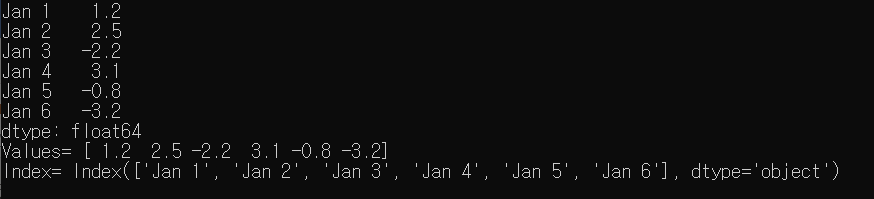 Jan 1    1.2
Jan 2    2.5
Jan 3   -2.2
Jan 4    3.1
Jan 5   -0.8
Jan 6   -3.2
dtype: float64
Values= [ 1.2  2.5 -2.2  3.1 -0.8 -3.2]
Index= Index(['Jan 1', 'Jan 2', 'Jan 3', 'Jan 4', 'Jan 5', 'Jan 6'], dtype='object')